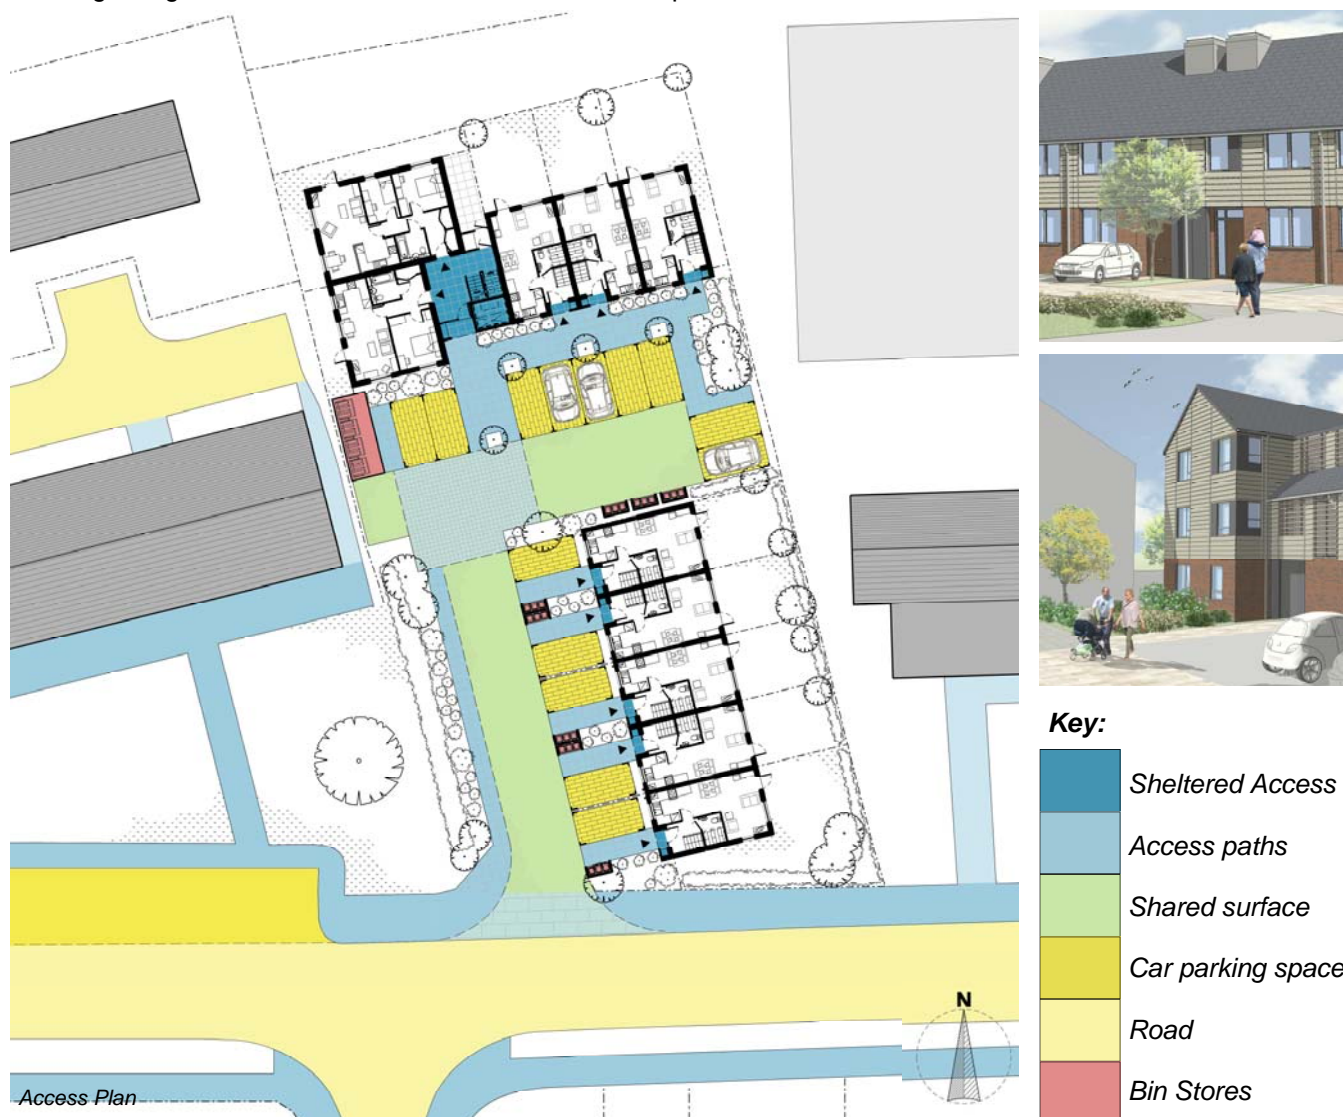 N
Access Plan
Key:
Sheltered Access
Access paths
Shared surface
Car parking space
Road
Bin Stores